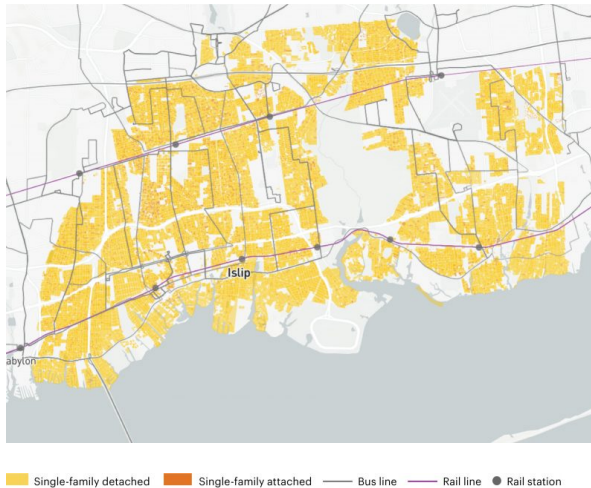 Islip
abylon
Single-family detached
Single-family attached
Bus line
Rail line
Rail station